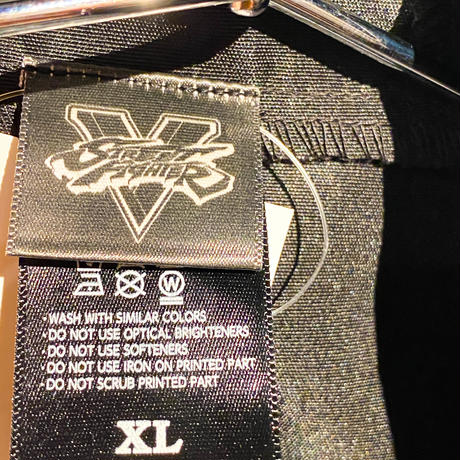 V
STREET
FIGHTER
W
· WASH WITH SIMILAR COLORS
· DO NOT USE OPTICAL BRIGHTENERS
· DO NOT USE SOFTENERS
· DO NOT USE IRON ON PRINTED PART
· DO NOT SCRUB PRINTED PART
XL